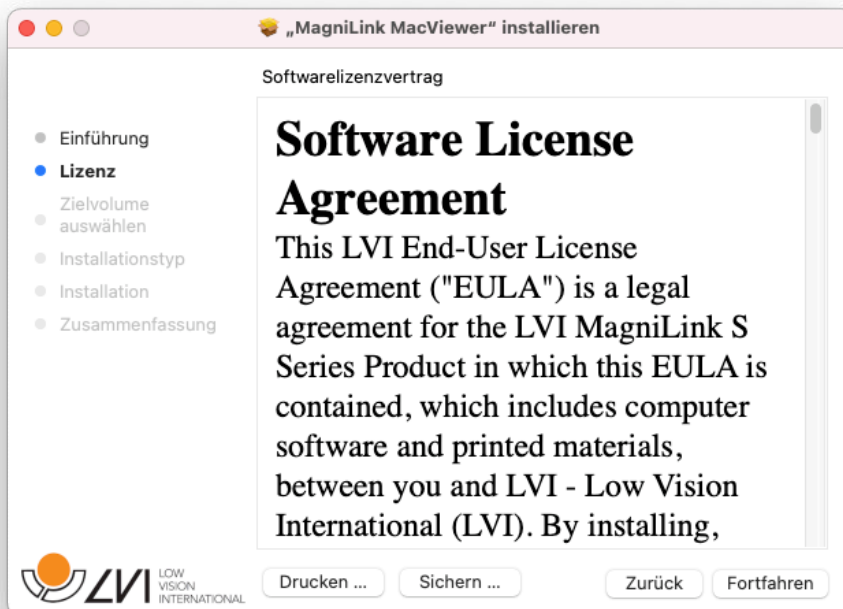 „MagniLink MacViewer“ installieren
Softwarelizenzvertrag
Einführung
Lizenz
Zielvolume
auswählen
Installationstyp
Installation
Zusammenfassung
Software License
Agreement
This LVI End-User License
Agreement ("EULA") is a legal
agreement for the LVI MagniLink S
Series Product in which this EULA is
contained, which includes computer
software and printed materials,
between you and LVI - Low Vision
International (LVI). By installing,
LVI
LOW
VISION
INTERNATIONAL
Drucken ...
Sichern ...
Zurück
Fortfahren